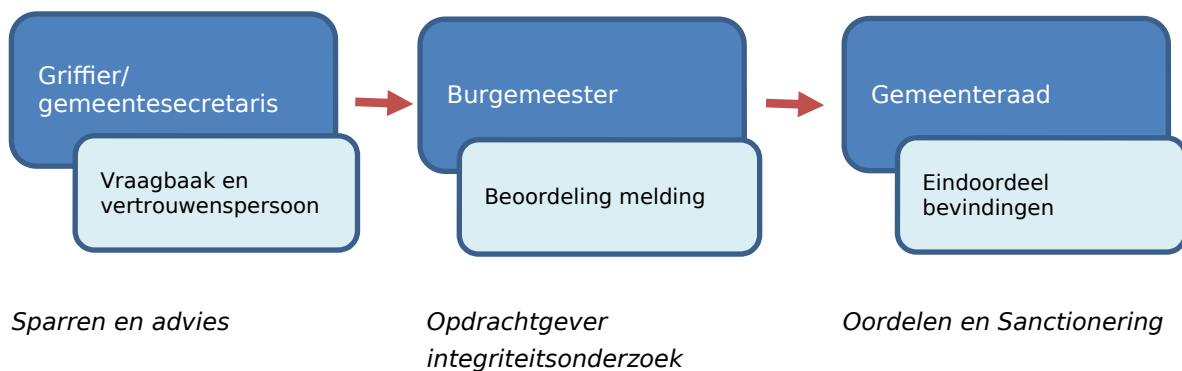 Griffier/
gemeentesecretaris
Vraagbaak en
vertrouwenspersoon
Sparren en advies
Burgemeester
Beoordeling melding
Opdrachtgever
integriteitsonderzoek
Gemeenteraad
Eindoordeel
bevindingen
Oordelen en Sanctionering